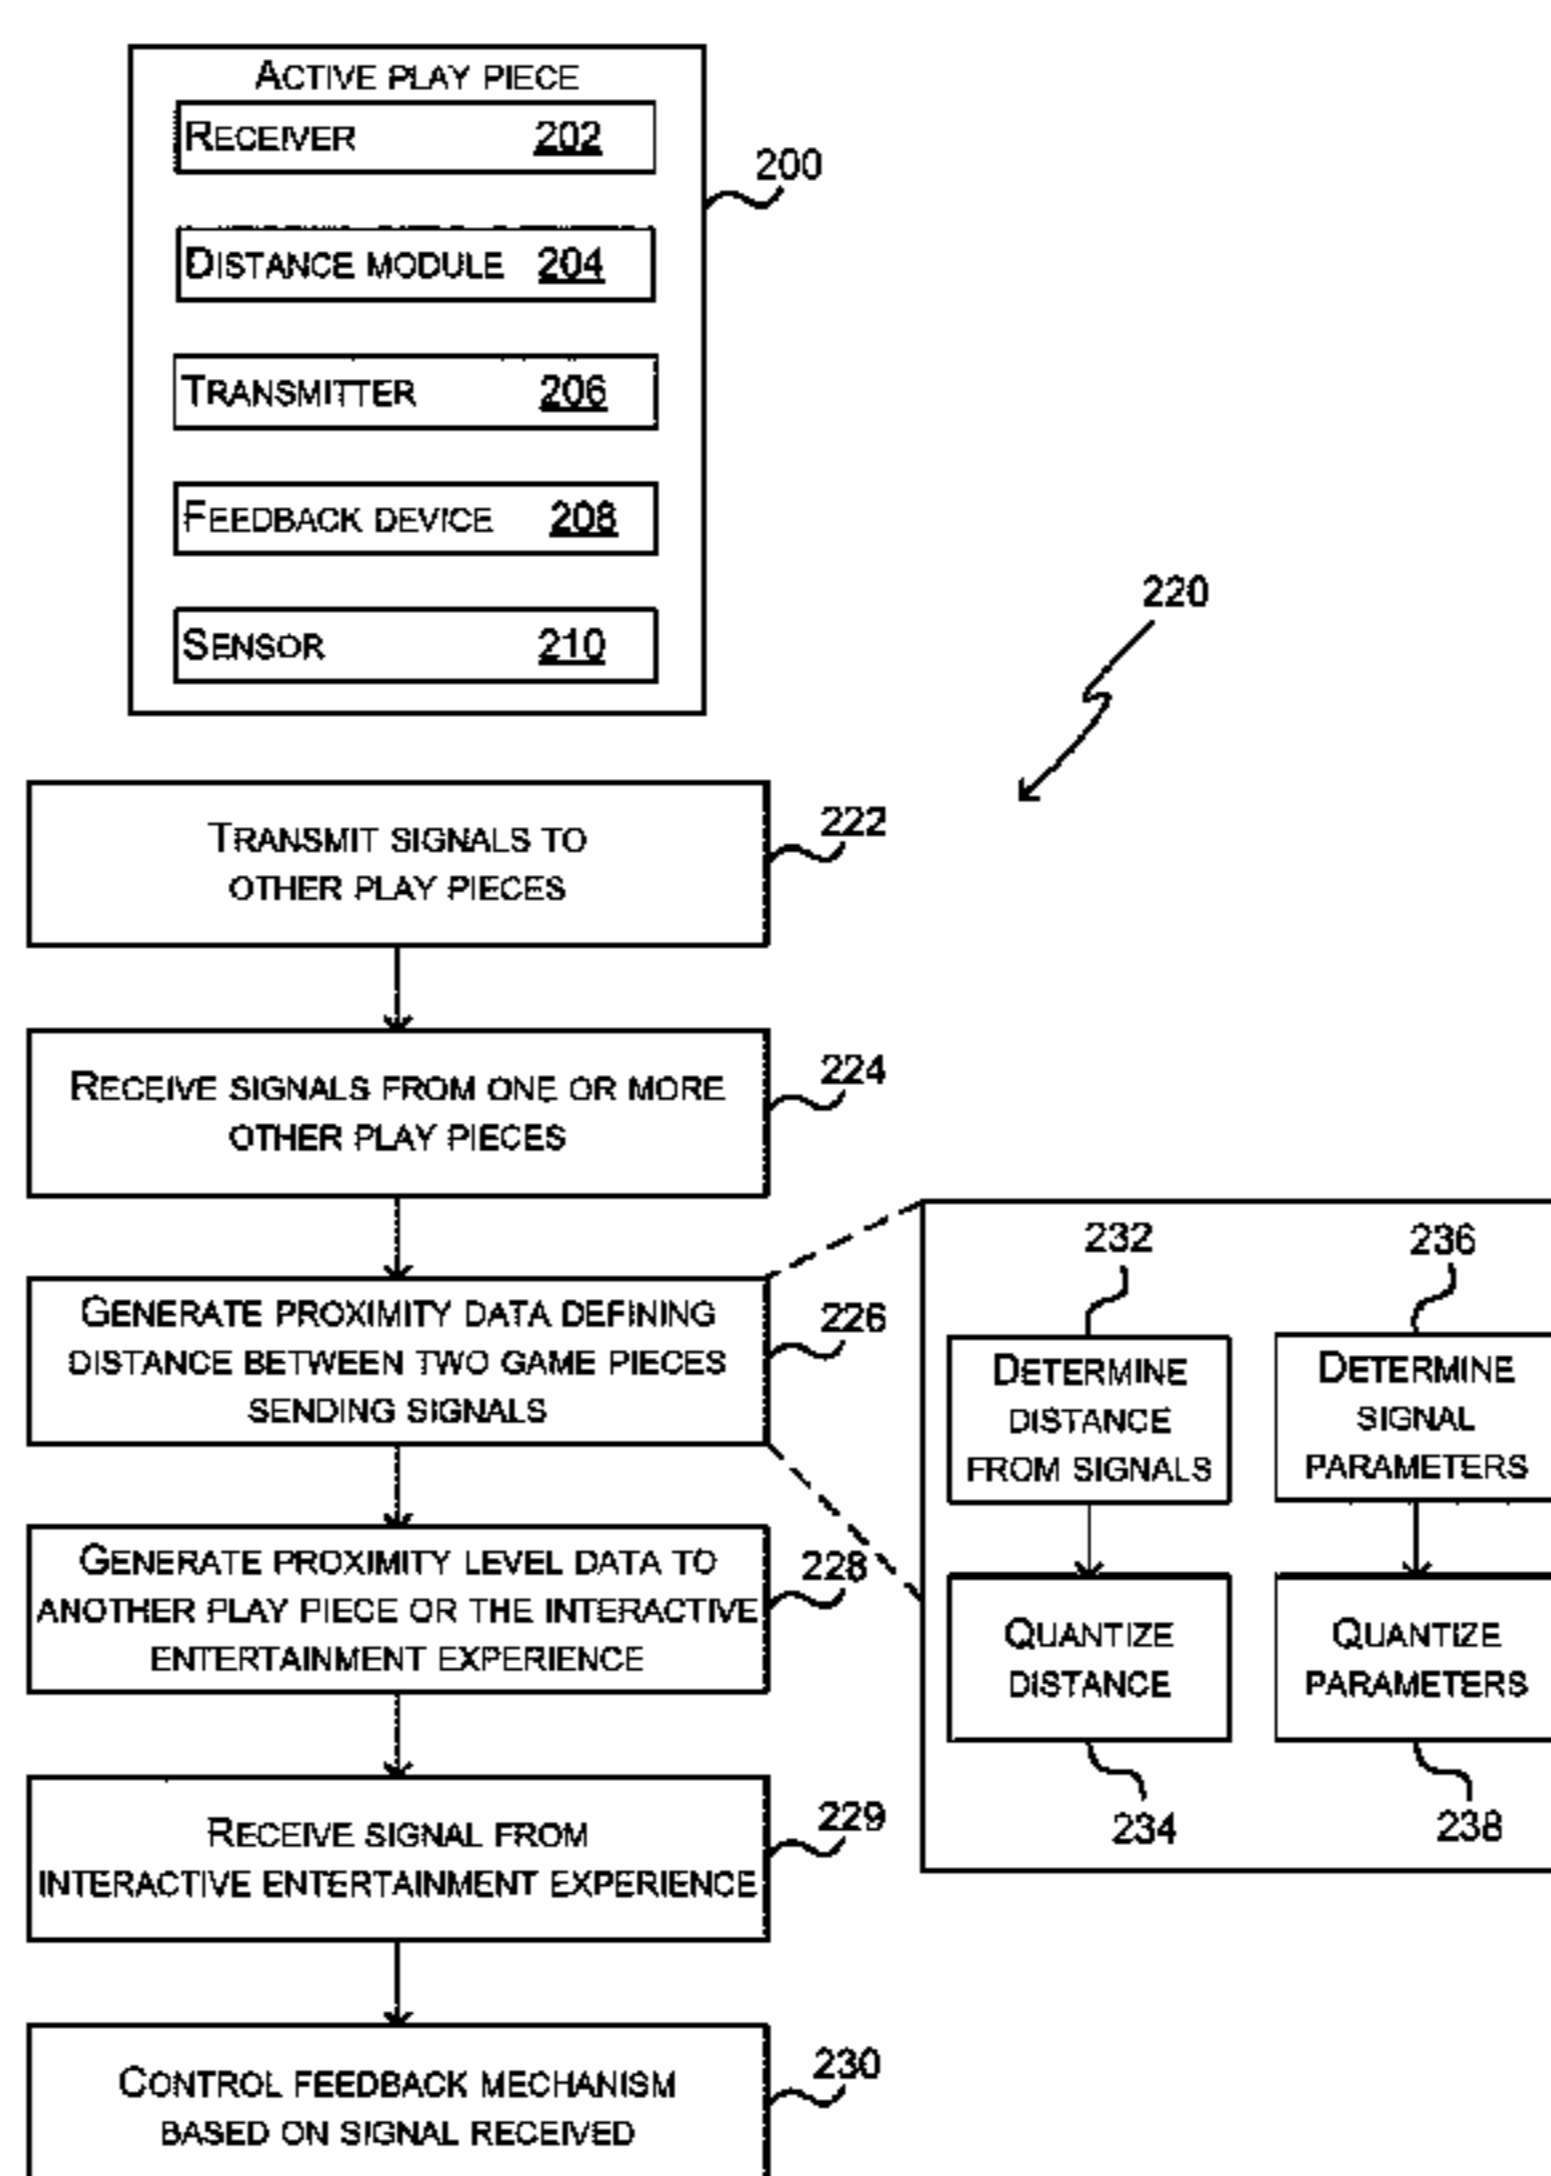 ACTIVE PLAY PIECE
RECEIVER 202
200
DISTANCE MODULE 204
TRANSMITTER 206
FEEDBACK DEVICE 208
SENSOR 210
220
TRANSMIT SIGNALS TO
OTHER PLAY PIECES
222
RECEIVE SIGNALS FROM ONE OR MORE
OTHER PLAY PIECES
224
GENERATE PROXIMITY DATA DEFINING
DISTANCE BETWEEN TWO GAME PIECES
SENDING SIGNALS
226
232
DETERMINE
DISTANCE
FROM SIGNALS
QUANTIZE
DISTANCE
234
236
DETERMINE
SIGNAL
PARAMETERS
QUANTIZE
PARAMETERS
238
GENERATE PROXIMITY LEVEL DATA TO
ANOTHER PLAY PIECE OR THE INTERACTIVE
ENTERTAINMENT EXPERIENCE
228
RECEIVE SIGNAL FROM
INTERACTIVE ENTERTAINMENT EXPERIENCE
229
CONTROL FEEDBACK MECHANISM
BASED ON SIGNAL RECEIVED
230